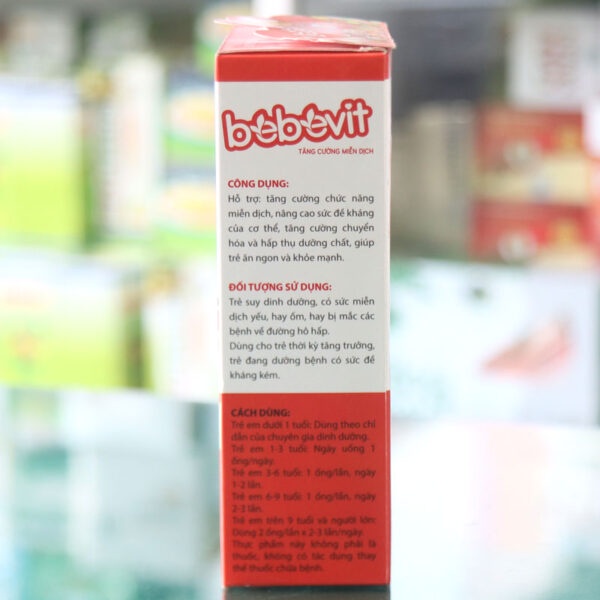 bebevit
TĂNG CƯỜNG MIỄN DỊCH
CÔNG DỤNG:
Hỗ trợ: tăng cường chức năng
miễn dịch, nâng cao sức đề kháng
của cơ thể, tăng cường chuyển
hóa và hấp thụ dưỡng chất, giúp
trẻ ăn ngon và khỏe mạnh.
ĐỐI TƯỢNG SỬ DỤNG:
Trẻ suy dinh dưỡng, có sức miễn
dịch yếu, hay ốm, hay bị mắc các
bệnh về đường hô hấp.
Dùng cho trẻ thời kỳ tăng trưởng,
trẻ đang dưỡng bệnh có sức đề
kháng kém.
CÁCH DÙNG:
Trẻ em dưới 1 tuổi: Dùng theo chỉ
dẫn của chuyên gia dinh dưỡng.
Trẻ em 1-3 tuổi: Ngày uống 1
ống/ngày.
Trẻ em 3-6 tuổi: 1 ống/lần, ngày
1-2 lần.
Trẻ em 6-9 tuổi: 1 ống/lần, ngày
2-3 lần.
Trẻ em trên 9 tuổi và người lớn:
Dùng 2 ống/lần x 2-3 lần/ngày.
Thực phẩm này không phải là
thuốc, không có tác dụng thay
thế thuốc chữa bệnh.